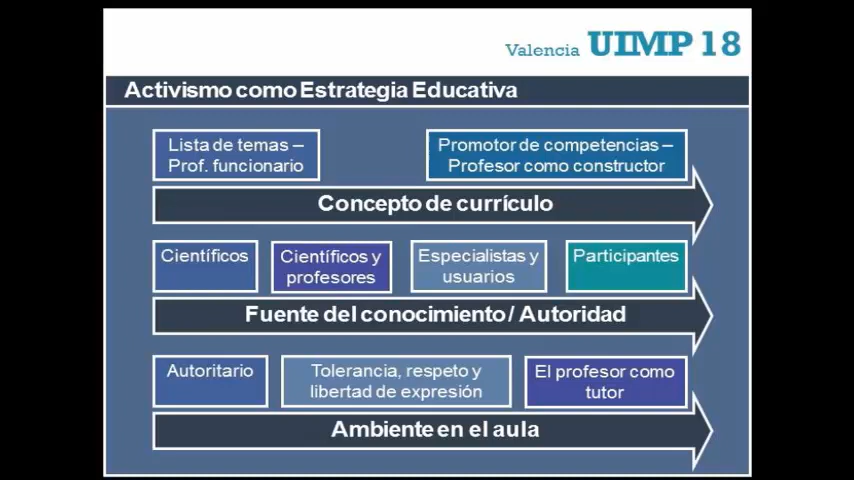 Valencia UIMP 18
Activismo como Estrategia Educativa
Lista de temas –
Prof. funcionario
Promotor de competencias –
Profesor como constructor
Concepto de currículo
Científicos
Científicos y
profesores
Especialistas y
usuarios
Participantes
Fuente del conocimiento / Autoridad
Autoritario
Tolerancia, respeto y
libertad de expresión
El profesor como
tutor
Ambiente en el aula